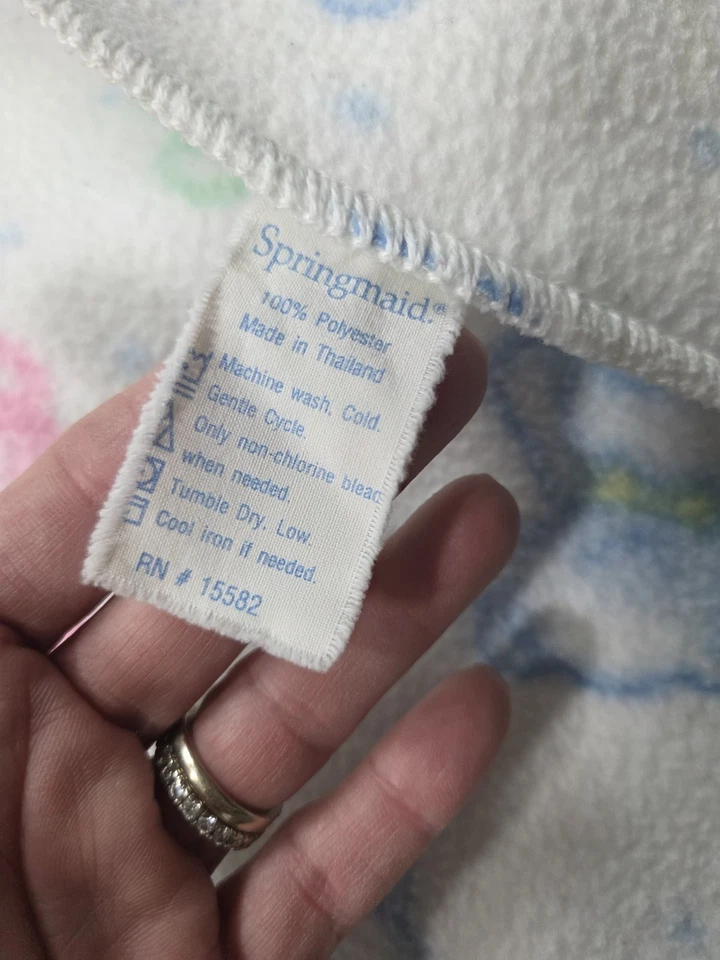 Springmaid.®
100% Polyester
Made in Thailand
Machine wash. Cold.
Gentle Cycle.
Only non-chlorine bleac
when needed.
Tumble Dry. Low.
Cool iron if needed.
RN # 15582